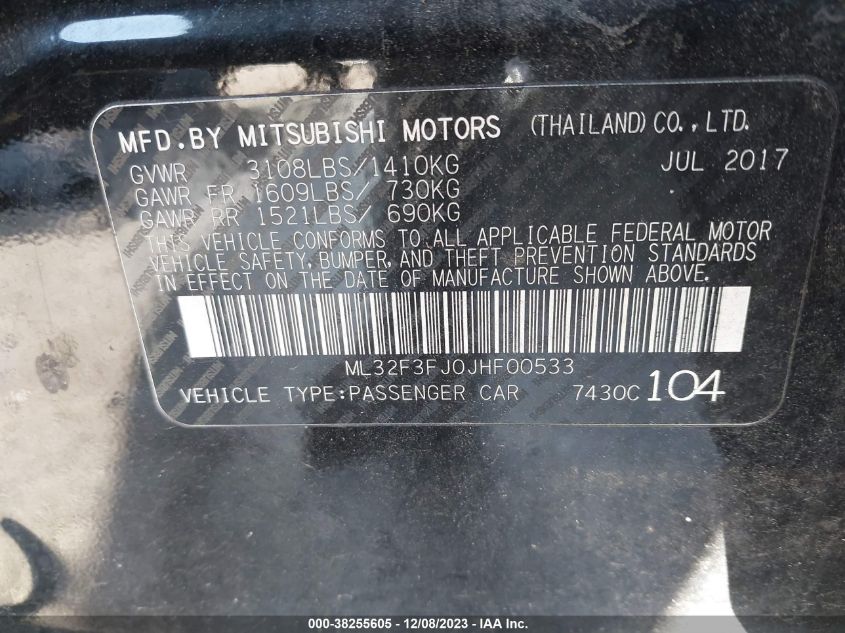 MFD.BY MITSUBISHI MOTORS (THAILAND) CO., LTD.
GVWR 3108LBS/1410KG JUL 2017
GAWR FR 1609LBS/ 730KG
GAWR RR 1521LBS/ 690KG
THIS VEHICLE CONFORMS TO ALL APPLICABLE FEDERAL MOTOR
VEHICLE SAFETY, BUMPER, AND THEFT PREVENTION STANDARDS
IN EFFECT ON THE DATE OF MANUFACTURE SHOWN ABOVE.
ML32F3FJ0JHF00533
VEHICLE TYPE:PASSENGER CAR 7430C 104
000-38255605 - 12/08/2023 - IAA Inc.